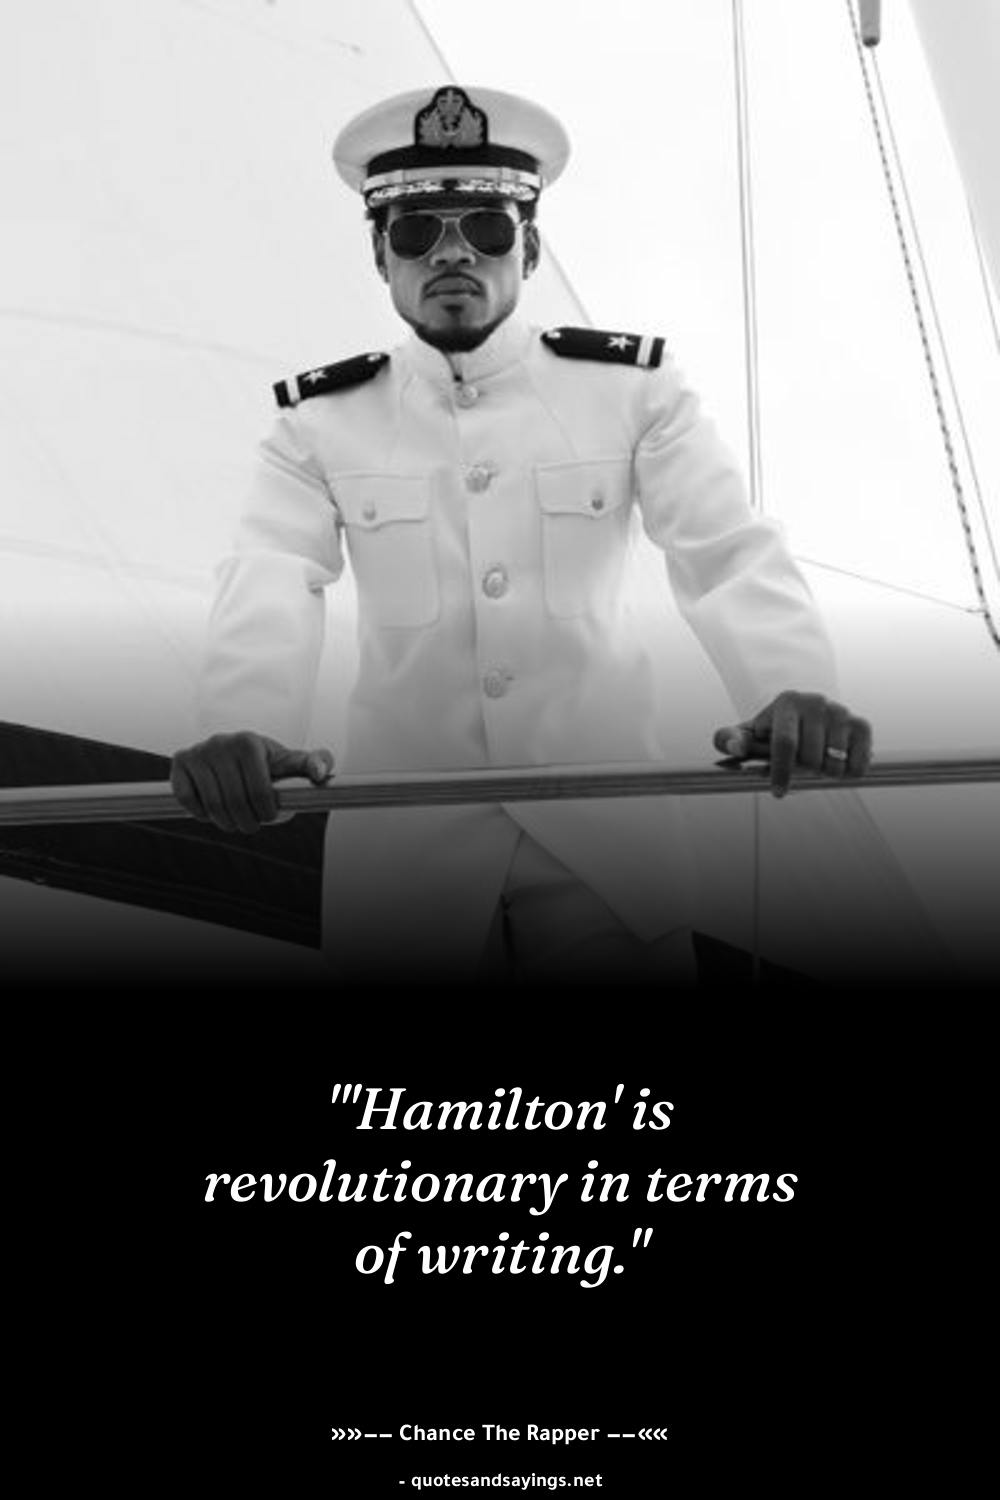 "'Hamilton' is
revolutionary in terms
of writing."
»»–– Chance The Rapper ––««
- quotesandsayings.net